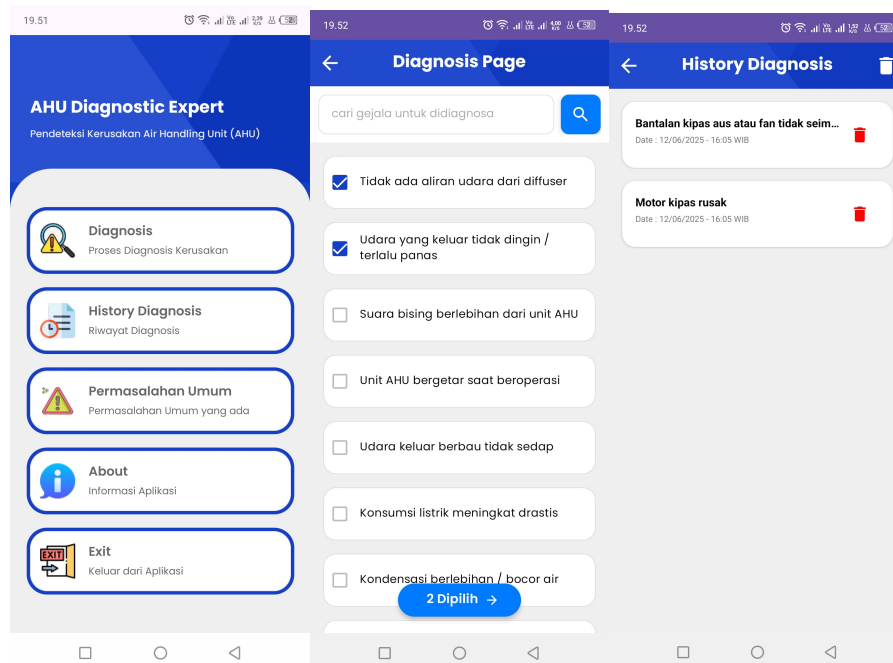 19.51
AHU Diagnostic Expert
Pendeteksi Kerusakan Air Handling Unit (AHU)
Diagnosis
Proses Diagnosis Kerusakan
History Diagnosis
Riwayat Diagnosis
Permasalahan Umum
Permasalahan Umum yang ada
About
Informasi Aplikasi
EXIT
Exit
Keluar dari Aplikasi
19.52
Diagnosis Page
cari gejala untuk didiagnosa
Tidak ada aliran udara dari diffuser
Udara yang keluar tidak dingin /
terlalu panas
Suara bising berlebihan dari unit AHU
Unit AHU bergetar saat beroperasi
Udara keluar berbau tidak sedap
Konsumsi listrik meningkat drastis
Kondensasi berlebihan / bocor air
2 Dipilih →
19.52
History Diagnosis
Bantalan kipas aus atau fan tidak seim...
Date : 12/06/2025 - 16:05 WIB
Motor kipas rusak
Date : 12/06/2025 - 16:05 WIB